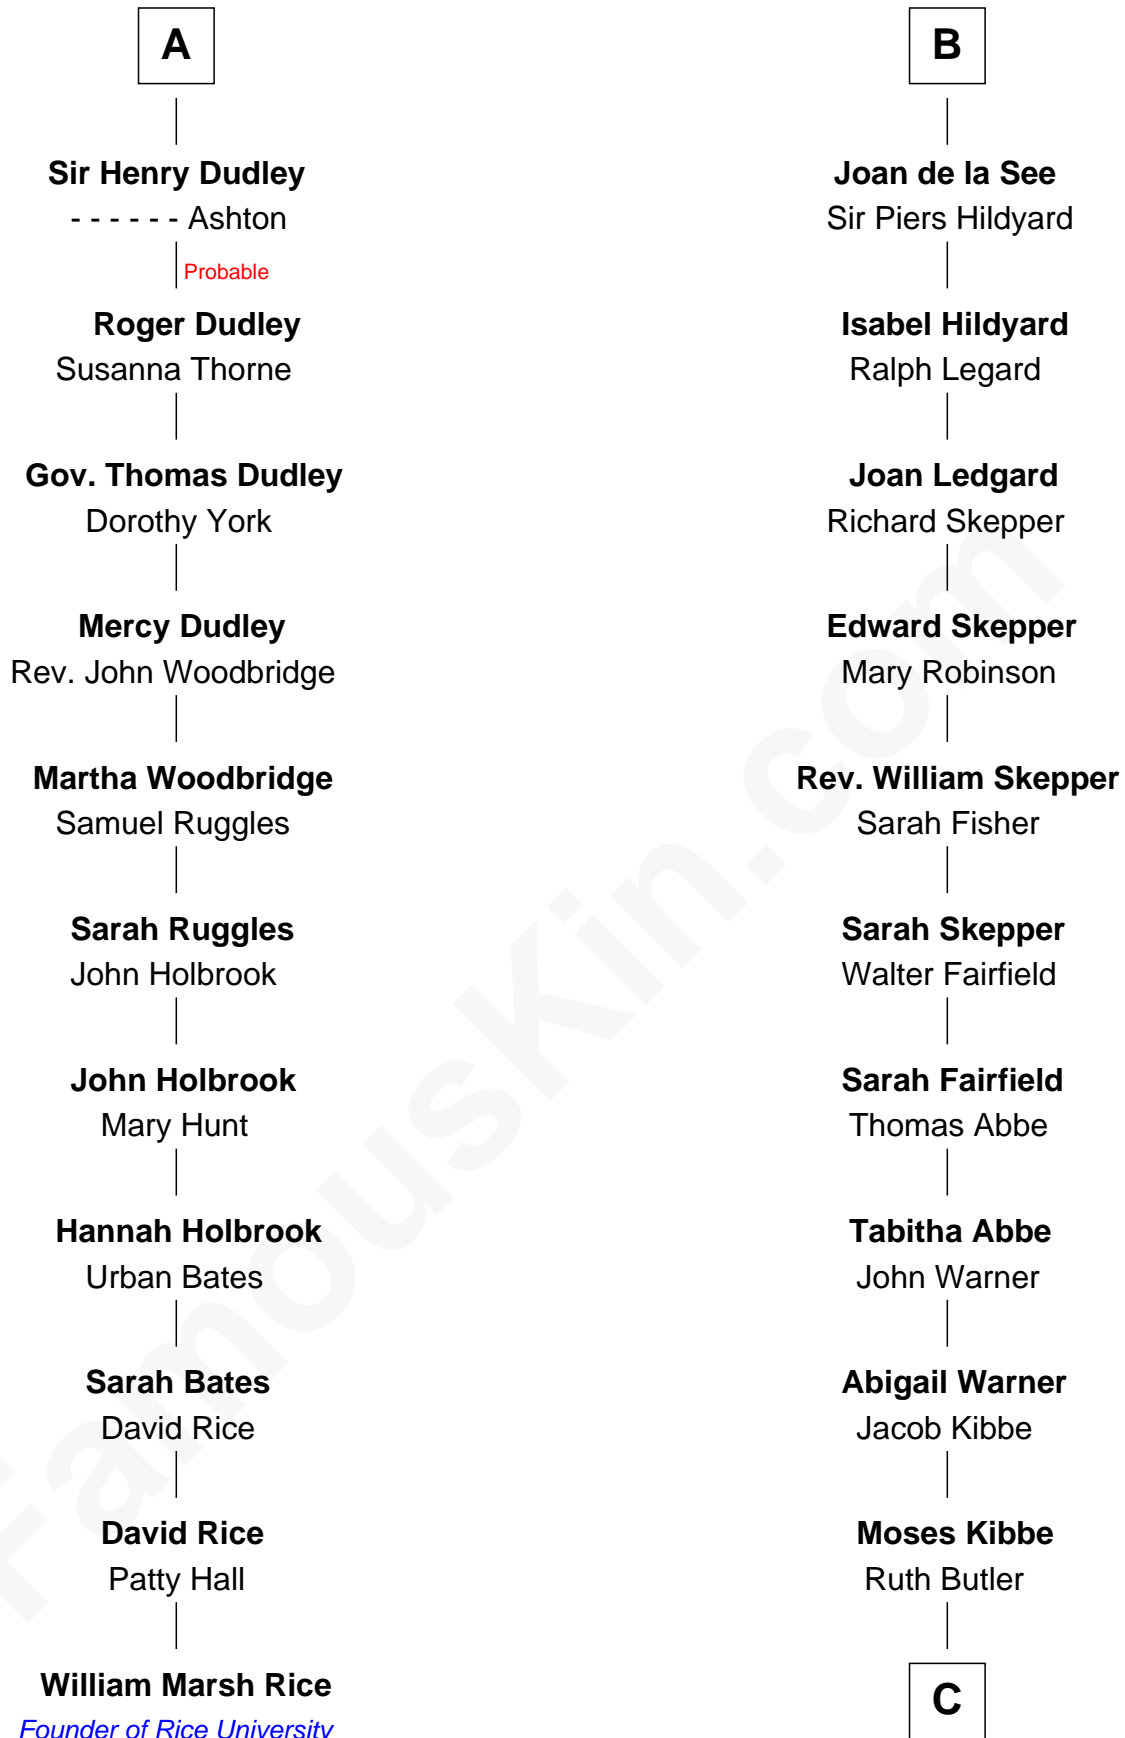 A
Sir Henry Dudley
- - - - - - Ashton
Probable
Roger Dudley
Susanna Thorne
Gov. Thomas Dudley
Dorothy York
Mercy Dudley
Rev. John Woodbridge
Martha Woodbridge
Samuel Ruggles
Sarah Ruggles
John Holbrook
John Holbrook
Mary Hunt
Hannah Holbrook
Urban Bates
Sarah Bates
David Rice
David Rice
Patty Hall
William Marsh Rice
Founder of Rice University
B
Joan de la See
Sir Piers Hildyard
Isabel Hildyard
Ralph Legard
Joan Ledgard
Richard Skepper
Edward Skepper
Mary Robinson
Rev. William Skepper
Sarah Fisher
Sarah Skepper
Walter Fairfield
Sarah Fairfield
Thomas Abbe
Tabitha Abbe
John Warner
Abigail Warner
Jacob Kibbe
Moses Kibbe
Ruth Butler
C
FamousKin.com